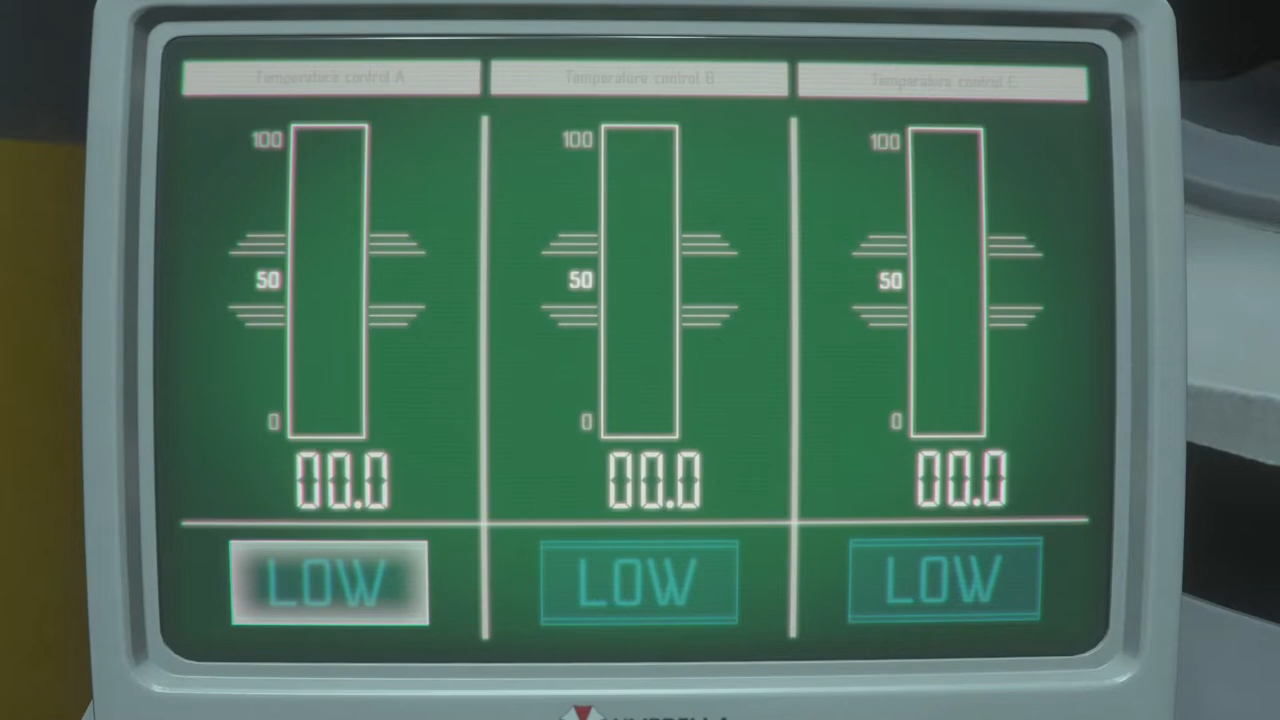 Temperature control A Temperature control B Temperature control C
100 100 100
50 50 50
0 0 0
00.0 00.0 00.0
LOW LOW LOW
UMBRELLA